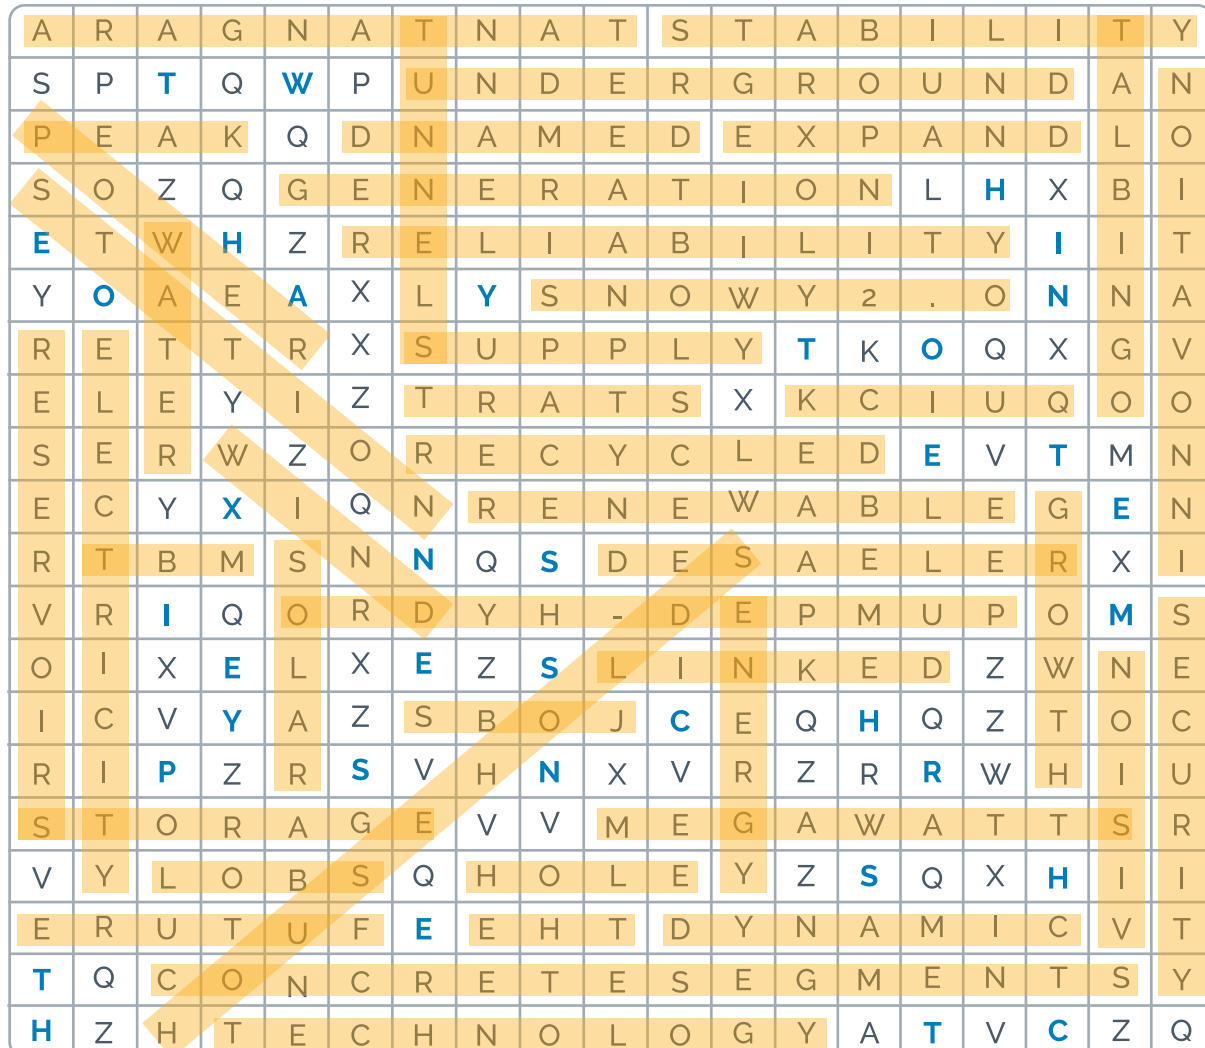 A R A G N A T N A T S T A B I L I T Y
S P T Q W P U N D E R G R O U N D A N
P E A K Q D N A M E D E X P A N D L O
S O Z Q G E N E R A T I O N L H X B I
E T W H Z R E L I A B I L I T Y I I T
Y O A E A X L Y S N O W Y 2 . O N N A
R E T T R X S U P P L Y T K O Q X G V
E L E Y I Z T R A T S X K C I U Q O O
S E R W Z O R E C Y C L E D E V T M N
E C Y X I Q N R E N E W A B L E G E N
R T B M S N N Q S D E S A E L E R X I
V R I Q O R D Y H - D E P M U P O M S
O I X E L X E Z S L I N K E D Z W N E
I C V Y A Z S B O J C E Q H Q Z T O C
R I P Z R S V H N X V R Z R R W H I U
S T O R A G E V V M E G A W A T T S R
V Y L O B S Q H O L E Y Z S Q X H I I
E R U T U F E E H T D Y N A M I C V T
T Q C O N C R E T E S E G M E N T S Y
H Z H T E C H N O L O G Y A T V C Z Q